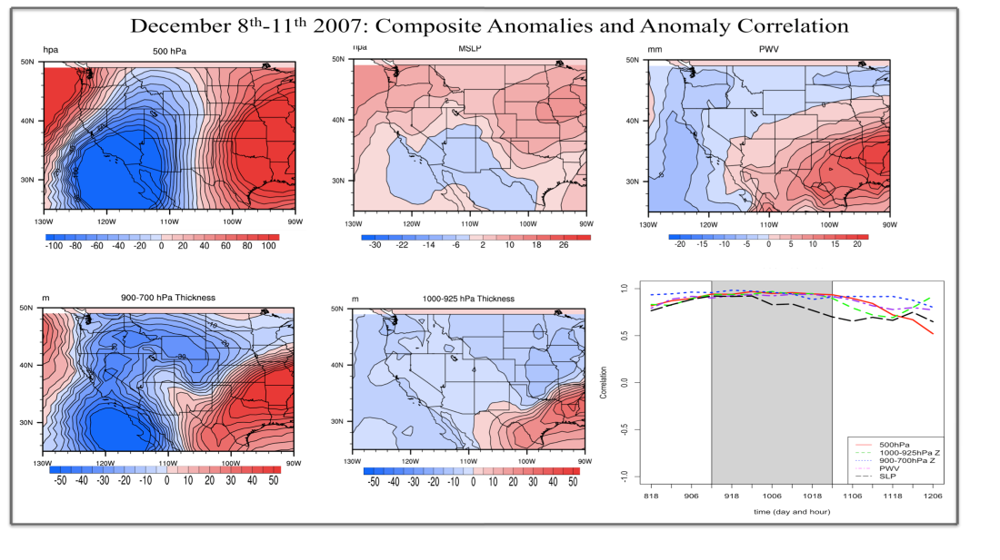 December 8th-11th 2007: Composite Anomalies and Anomaly Correlation
hpa 500 hPa
50N
40N
30N
130W 120W 110W 100W 90W
-100 -80 -60 -40 -20 0 20 40 60 80 100
hpa MSLP
50N
40N
30N
130W 120W 110W 100W 90W
-30 -22 -14 -6 2 10 18 26
mm PWV
50N
40N
30N
130W 120W 110W 100W 90W
-20 -15 -10 -5 0 5 10 15 20
m 900-700 hPa Thickness
50N
40N
30N
130W 120W 110W 100W 90W
-50 -40 -30 -20 -10 0 10 20 30 40 50
m 1000-925 hPa Thickness
50N
40N
30N
130W 120W 110W 100W 90W
-50 -40 -30 -20 -10 0 10 20 30 40 50
1.0
0.5
0.0
-0.5
-1.0
Correlation
500hPa
1000-925hPa Z
900-700hPa Z
PWV
SLP
818 906 918 1006 1018 1106 1118 1206
time (day and hour)